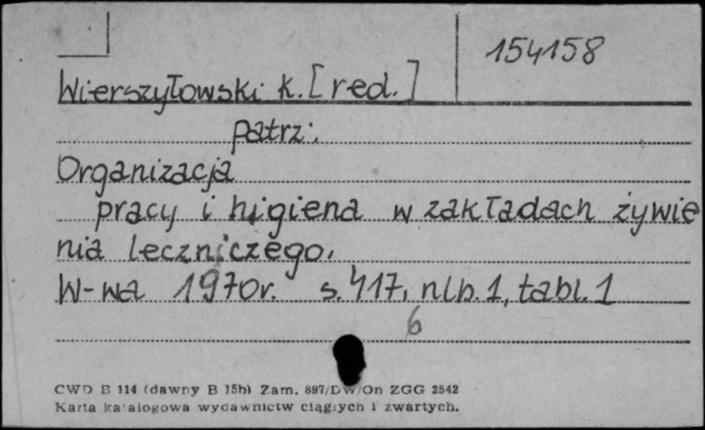 154158
Wierszyłowski K. [red.]
patrz:
Organizacja
pracy i higiena w zakładach żywie
nia leczniczego.
W-wa 1970r. s. 417, nlb. 1, tabl. 1
6
CWD B 114 (dawny B 15b) Zam. 897/DW/On ZGG 2542
Karta katalogowa wydawnictw ciągłych i zwartych.